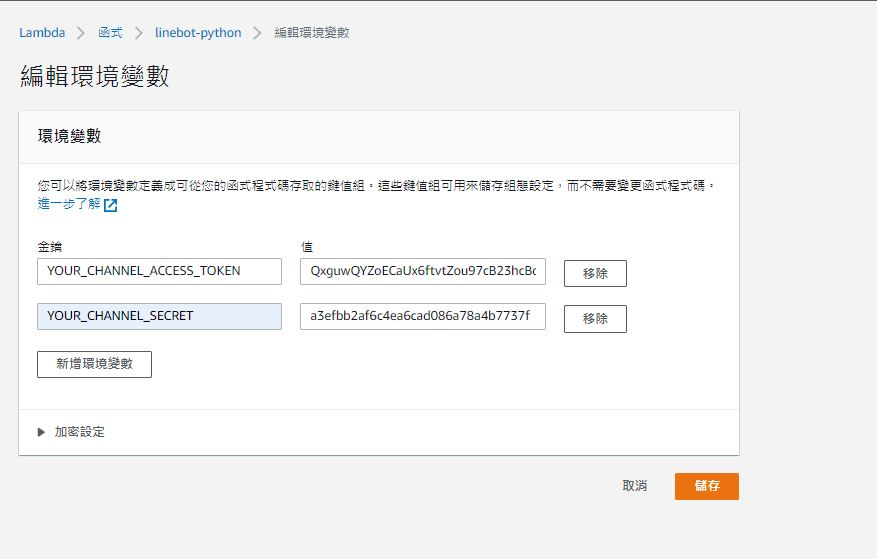 Lambda > 函式 > linebot-python > 編輯環境變數
編輯環境變數
環境變數
您可以將環境變數定義成可從您的函式程式碼存取的鍵值組。這些鍵值組可用來儲存組態設定，而不需要變更函式程式碼。
進一步了解
金鑰 值
YOUR_CHANNEL_ACCESS_TOKEN QxguwQYZoECaUx6ftvtZou97cB23hcBc 移除
YOUR_CHANNEL_SECRET a3efbb2af6c4ea6cad086a78a4b7737f 移除
新增環境變數
加密設定
取消 儲存